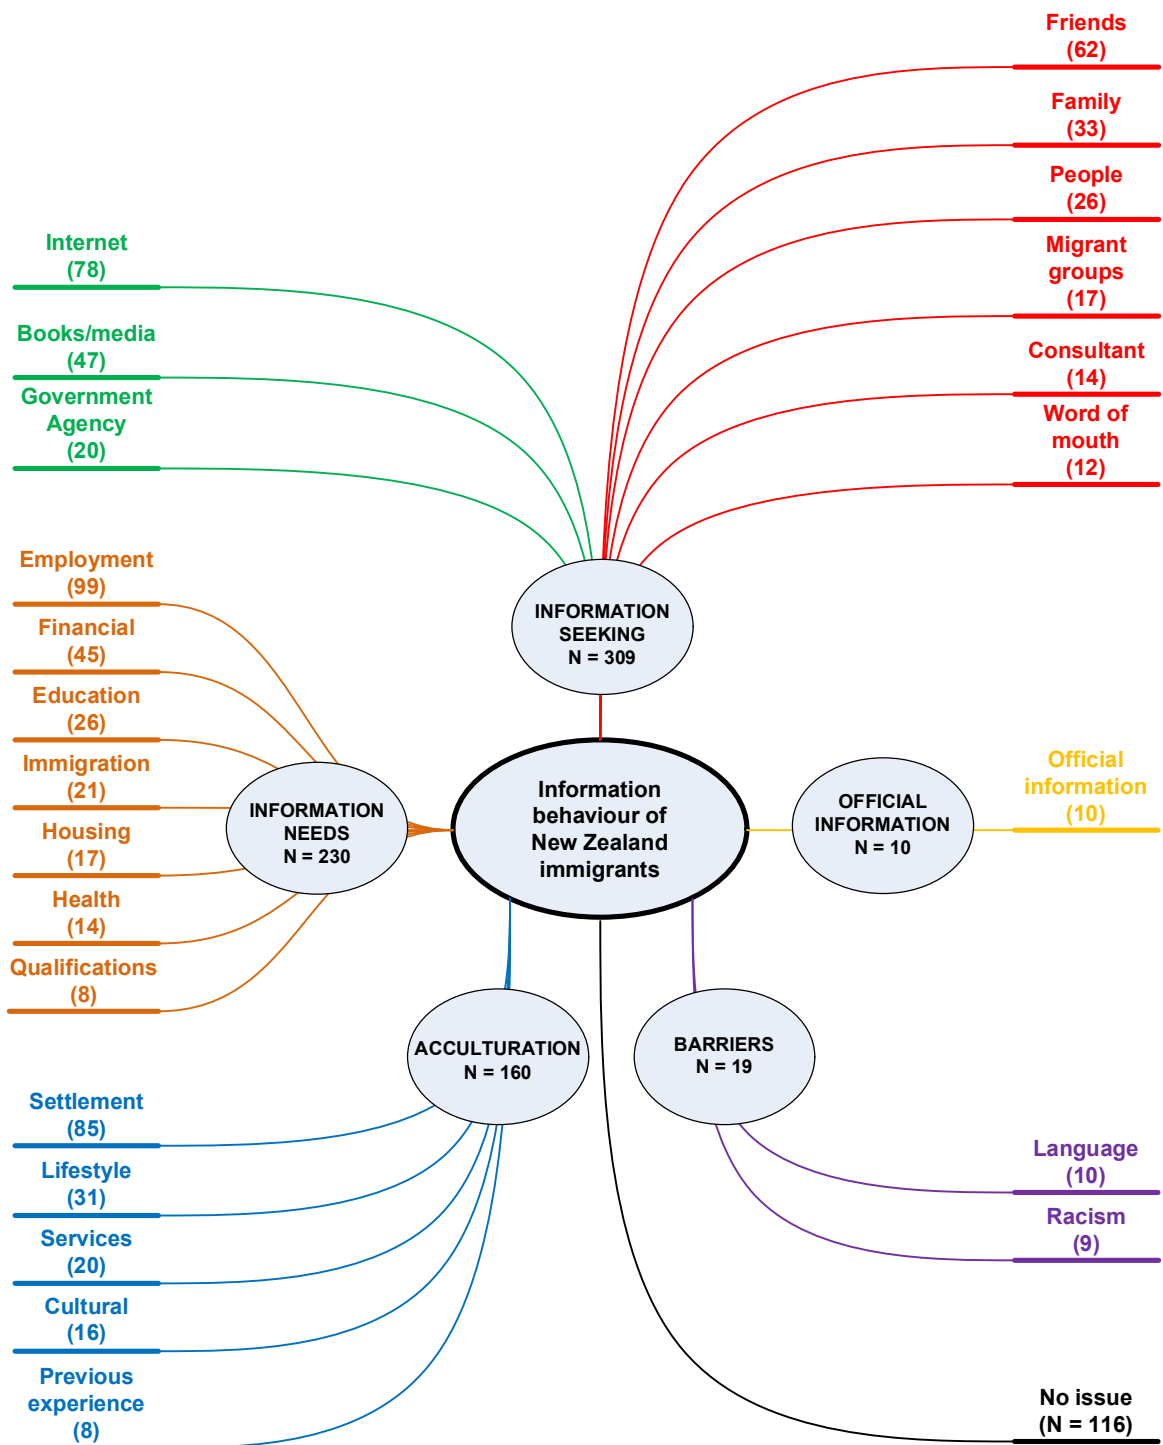 Friends
(62)
Family
(33)
People
(26)
Migrant
groups
(17)
Consultant
(14)
Word of
mouth
(12)
Internet
(78)
Books/media
(47)
Government
Agency
(20)
INFORMATION
SEEKING
N = 309
Employment
(99)
Financial
(45)
Education
(26)
Immigration
(21)
Housing
(17)
Health
(14)
Qualifications
(8)
INFORMATION
NEEDS
N = 230
Information
behaviour of
New Zealand
immigrants
OFFICIAL
INFORMATION
N = 10
Official
information
(10)
ACCULTURATION
N = 160
BARRIERS
N = 19
Settlement
(85)
Lifestyle
(31)
Services
(20)
Cultural
(16)
Previous
experience
(8)
Language
(10)
Racism
(9)
No issue
(N = 116)